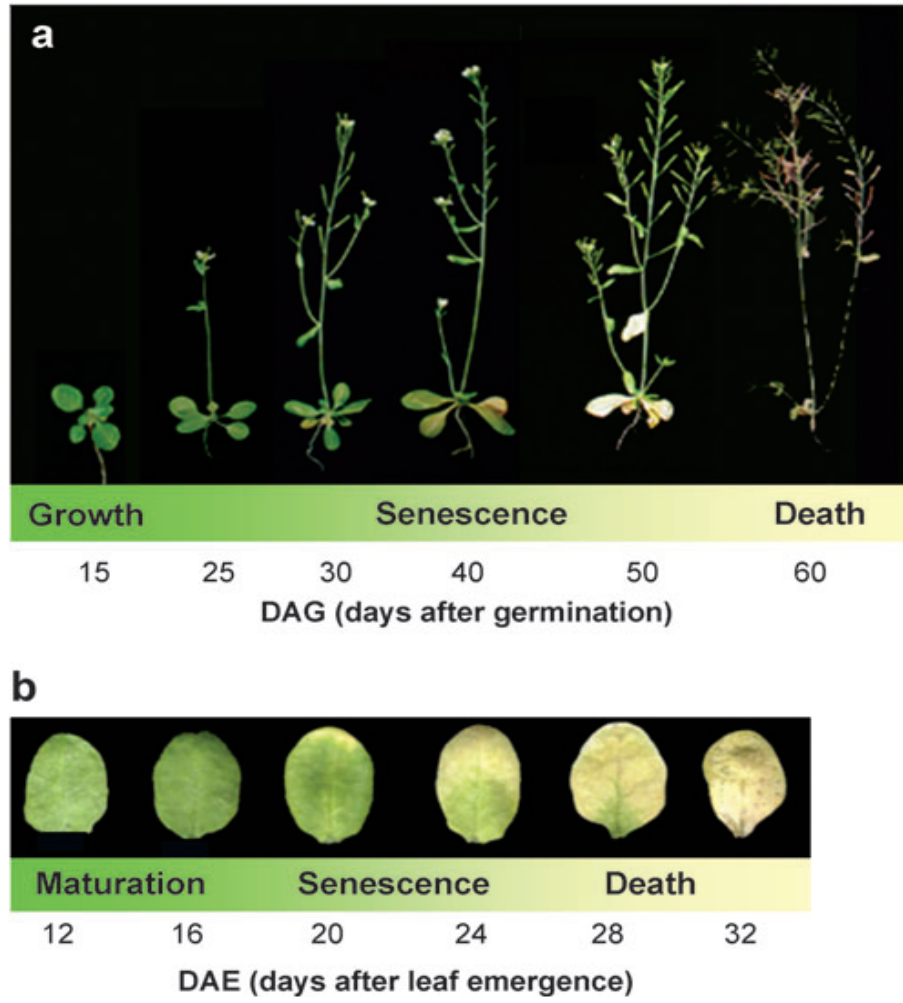 a
Growth Senescence Death
15 25 30 40 50 60
DAG (days after germination)
b
Maturation Senescence Death
12 16 20 24 28 32
DAE (days after leaf emergence)